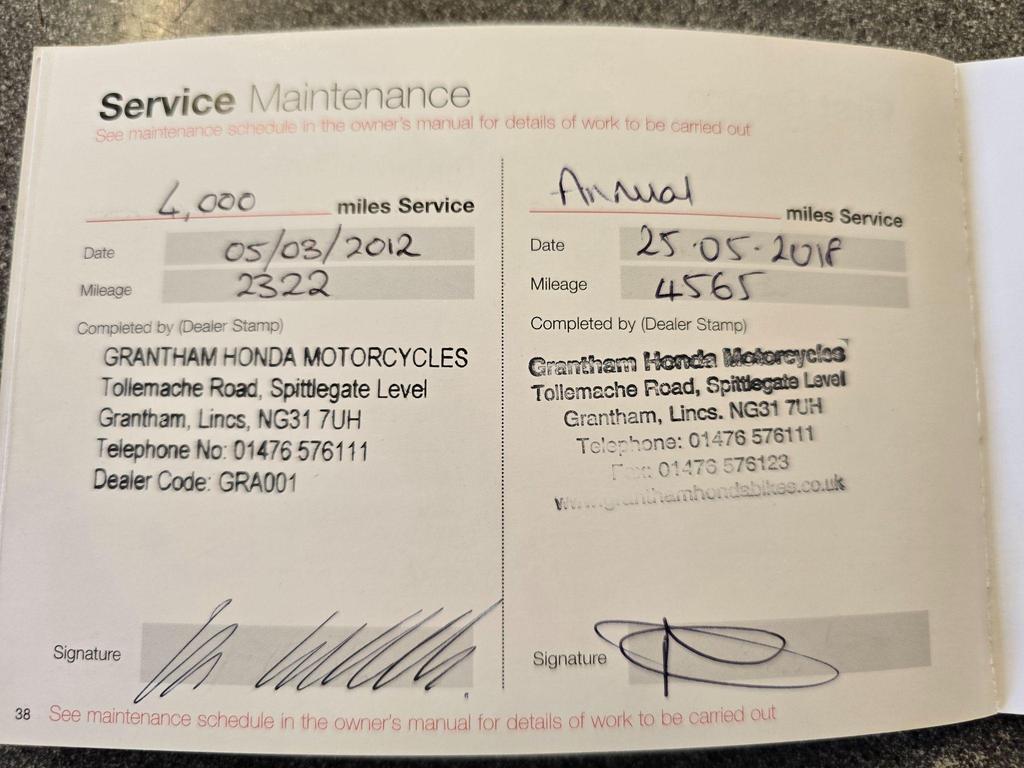 Service Maintenance
See maintenance schedule in the owner's manual for details of work to be carried out
4,000 miles Service
Date 05/03/2012
Mileage 2322
Completed by (Dealer Stamp)
GRANTHAM HONDA MOTORCYCLES
Tollemache Road, Spittlegate Level
Grantham, Lincs, NG31 7UH
Telephone No: 01476 576111
Dealer Code: GRA001
Signature
Annual miles Service
Date 25.05.2018
Mileage 4565
Completed by (Dealer Stamp)
Grantham Honda Motorcycles
Tollemache Road, Spittlegate Level
Grantham, Lincs. NG31 7UH
Telephone: 01476 576111
Fax: 01476 576123
www.granthamhondabikes.co.uk
Signature
38 See maintenance schedule in the owner's manual for details of work to be carried out